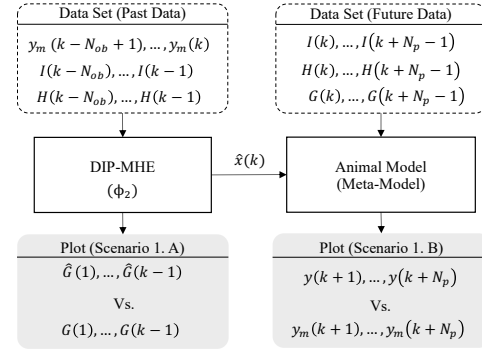 Data Set (Past Data)
y_m(k − N_ob + 1), … , y_m(k)
I(k − N_ob), … , I(k − 1)
H(k − N_ob), … , H(k − 1)
Data Set (Future Data)
I(k), … , I(k + N_p − 1)
H(k), … , H(k + N_p − 1)
G(k), … , G(k + N_p − 1)
DIP-MHE
(ϕ_2)
x̂(k)
Animal Model
(Meta-Model)
Plot (Scenario 1. A)
Ĝ(1), … , Ĝ(k − 1)
Vs.
G(1), … , G(k − 1)
Plot (Scenario 1. B)
y(k + 1), … , y(k + N_p)
Vs.
y_m(k + 1), … , y_m(k + N_p)